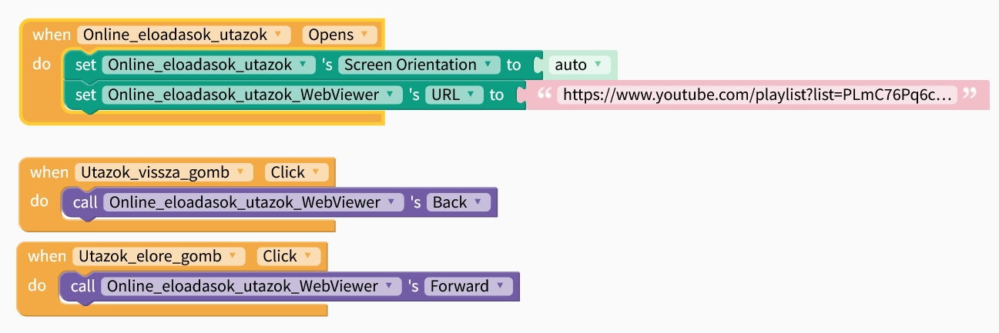 when Online_eloadasok_utazok Opens
do set Online_eloadasok_utazok 's Screen Orientation to auto
set Online_eloadasok_utazok_WebViewer 's URL to “ https://www.youtube.com/playlist?list=PLmC76Pq6c… ”
when Utazok_vissza_gomb Click
do call Online_eloadasok_utazok_WebViewer 's Back
when Utazok_elore_gomb Click
do call Online_eloadasok_utazok_WebViewer 's Forward